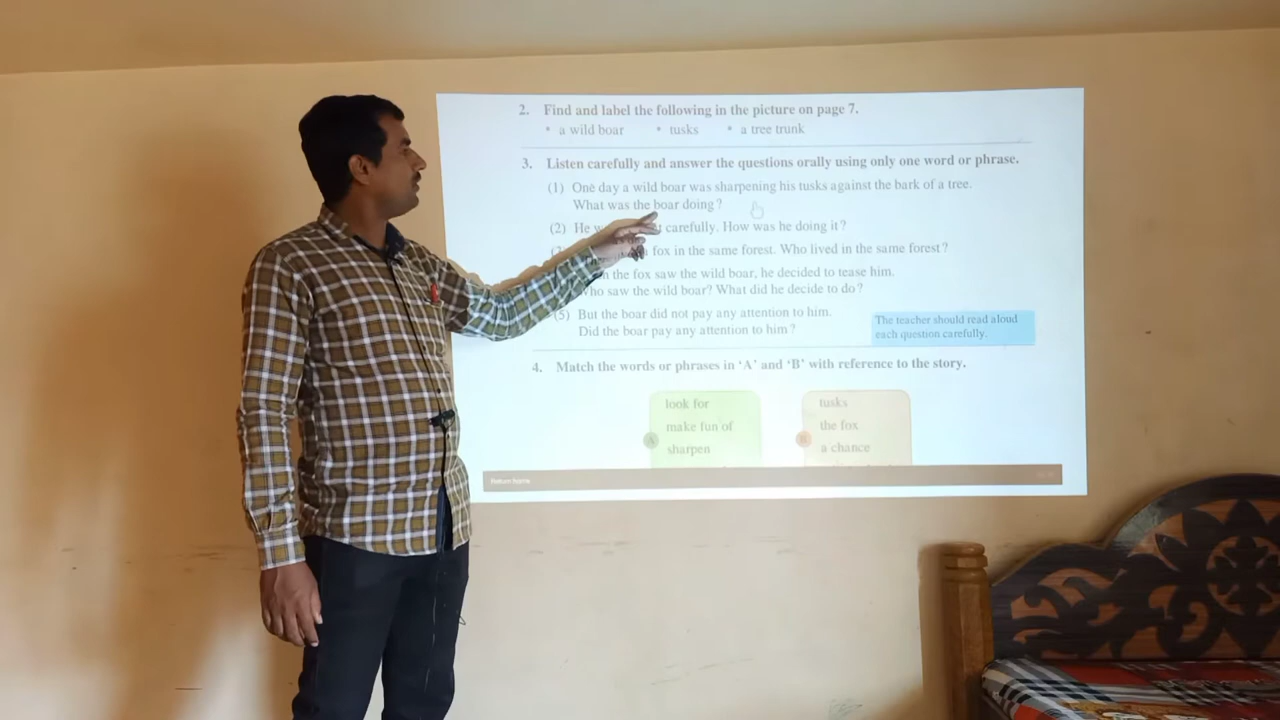 2. Find and label the following in the picture on page 7.
• a wild boar • tusks • a tree trunk
3. Listen carefully and answer the questions orally using only one word or phrase.
(1) One day a wild boar was sharpening his tusks against the bark of a tree.
What was the boar doing?
(2) He carefully. How was he doing it?
fox in the same forest. Who lived in the same forest?
the fox saw the wild boar, he decided to tease him.
Who saw the wild boar? What did he decide to do?
(5) But the boar did not pay any attention to him.
Did the boar pay any attention to him?
The teacher should read aloud
each question carefully.
4. Match the words or phrases in ‘A’ and ‘B’ with reference to the story.
A
look for
make fun of
sharpen
B
tusks
the fox
a chance